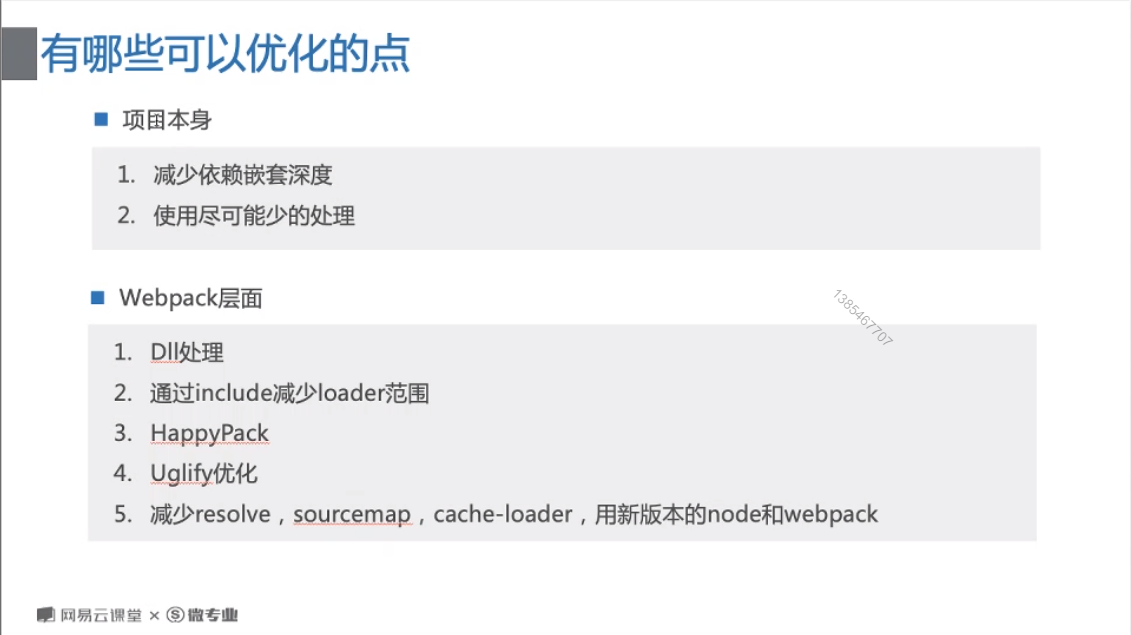 有哪些可以优化的点
项目本身
1. 减少依赖嵌套深度
2. 使用尽可能少的处理
Webpack层面
1385467707
1. Dll处理
2. 通过include减少loader范围
3. HappyPack
4. Uglify优化
5. 减少resolve，sourcemap，cache-loader，用新版本的node和webpack
网易云课堂 × Ⓢ微专业